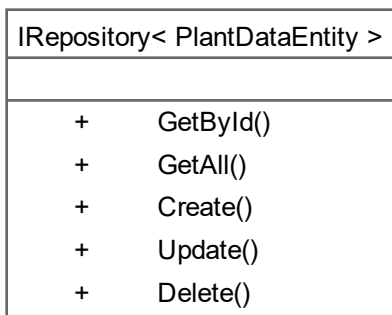 IRepository< PlantDataEntity >
+ GetById()
+ GetAll()
+ Create()
+ Update()
+ Delete()